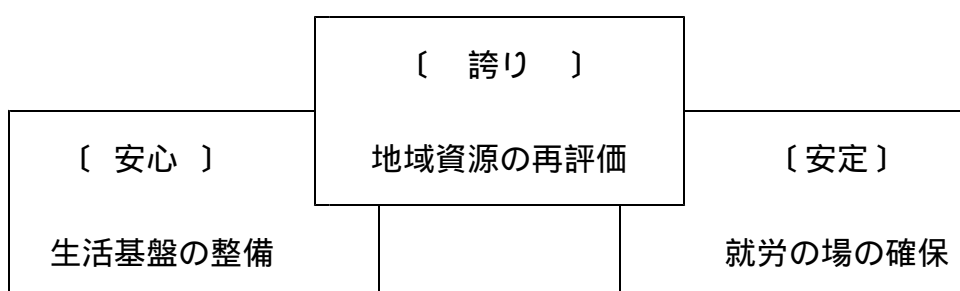 〔　誇り　〕
地域資源の再評価
〔 安心 〕
生活基盤の整備
〔 安定 〕
就労の場の確保